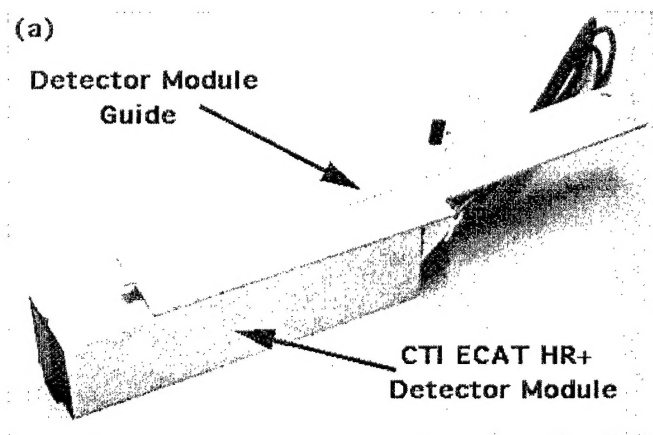 (a)
Detector Module
Guide
CTI ECAT HR+
Detector Module